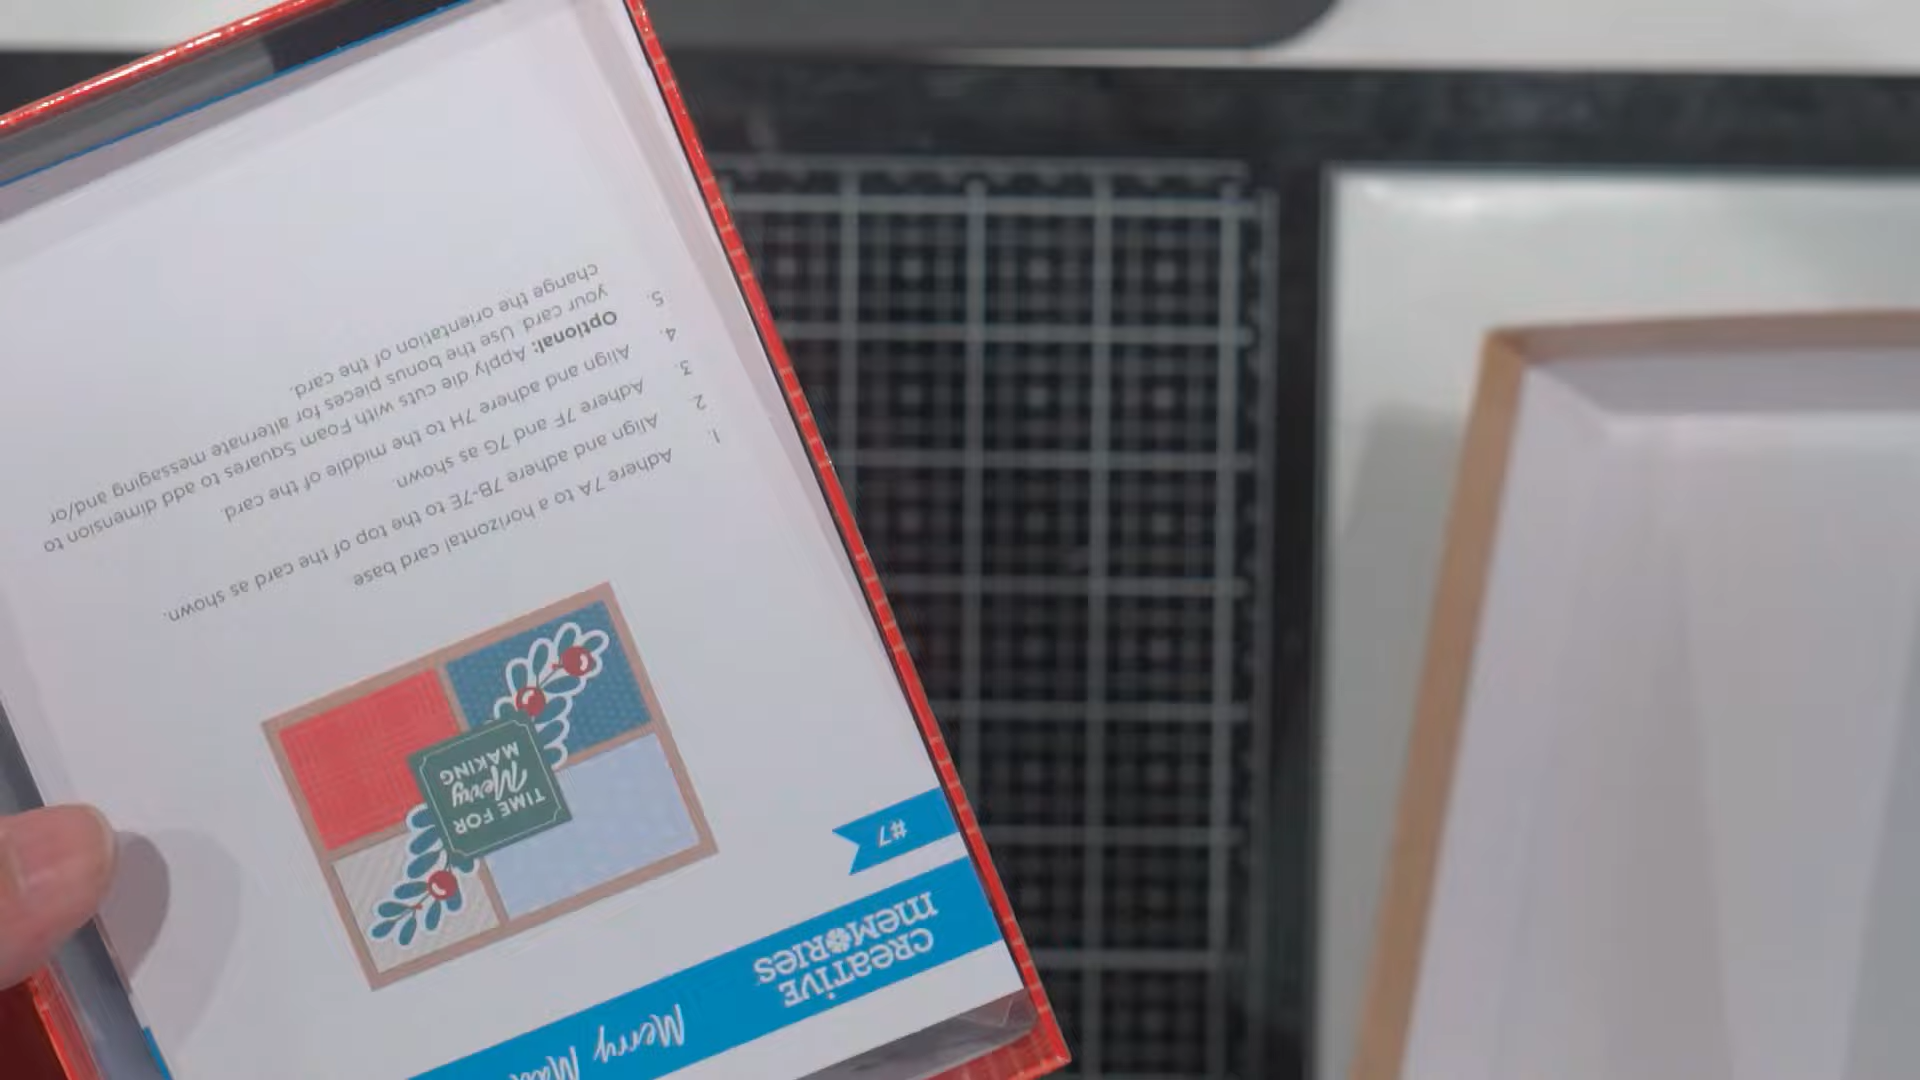 CREATIVE
MEMORIES
Merry
#7
TIME FOR
Merry
MAKING
1. Adhere 7A to a horizontal card base
2. Align and adhere 7B-7E to the top of the card as shown.
3. Adhere 7F and 7G as shown.
4. Align and adhere 7H to the middle of the card.
5. Optional: Apply die cuts with Foam Squares to add dimension to
your card. Use the bonus pieces for alternate messaging and/or
change the orientation of the card.